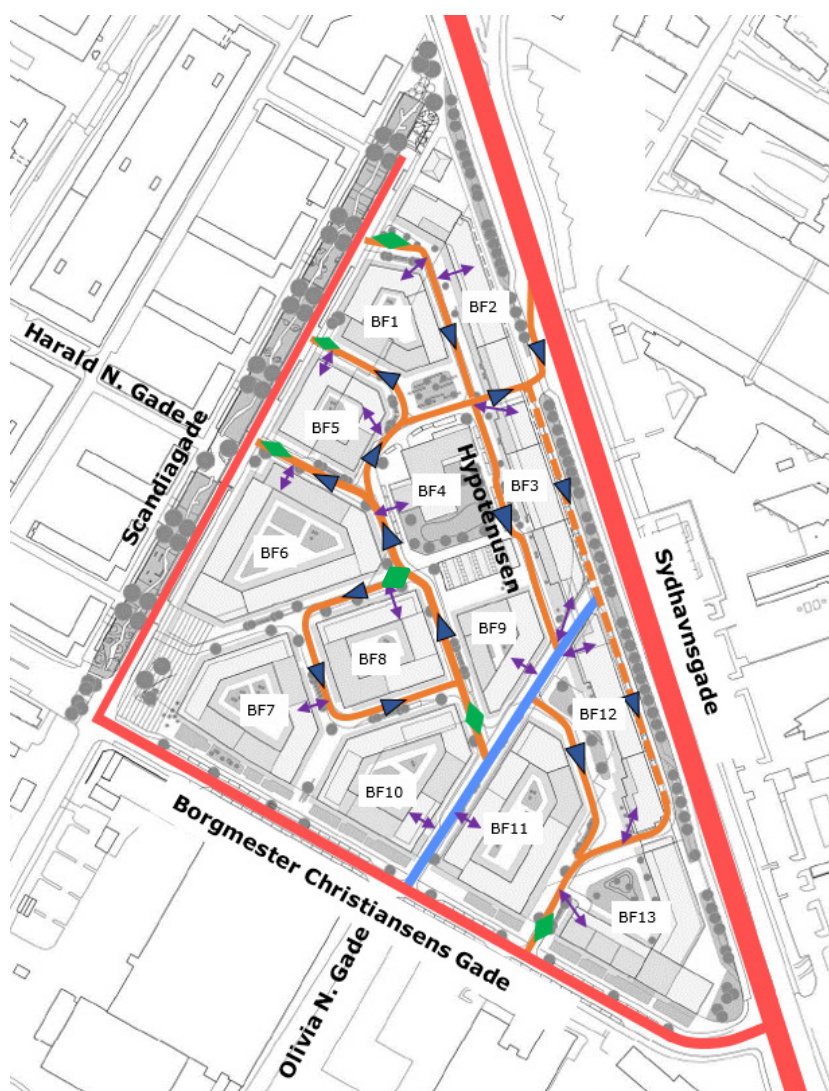 BF1
BF2
Harald N. Gade
Scandiagade
BF5
BF4
Hypotenusen
BF3
BF6
BF9
BF8
Sydhavnsgade
BF7
BF12
BF10
BF11
Borgmester Christiansens Gade
BF13
Olivia N. Gade